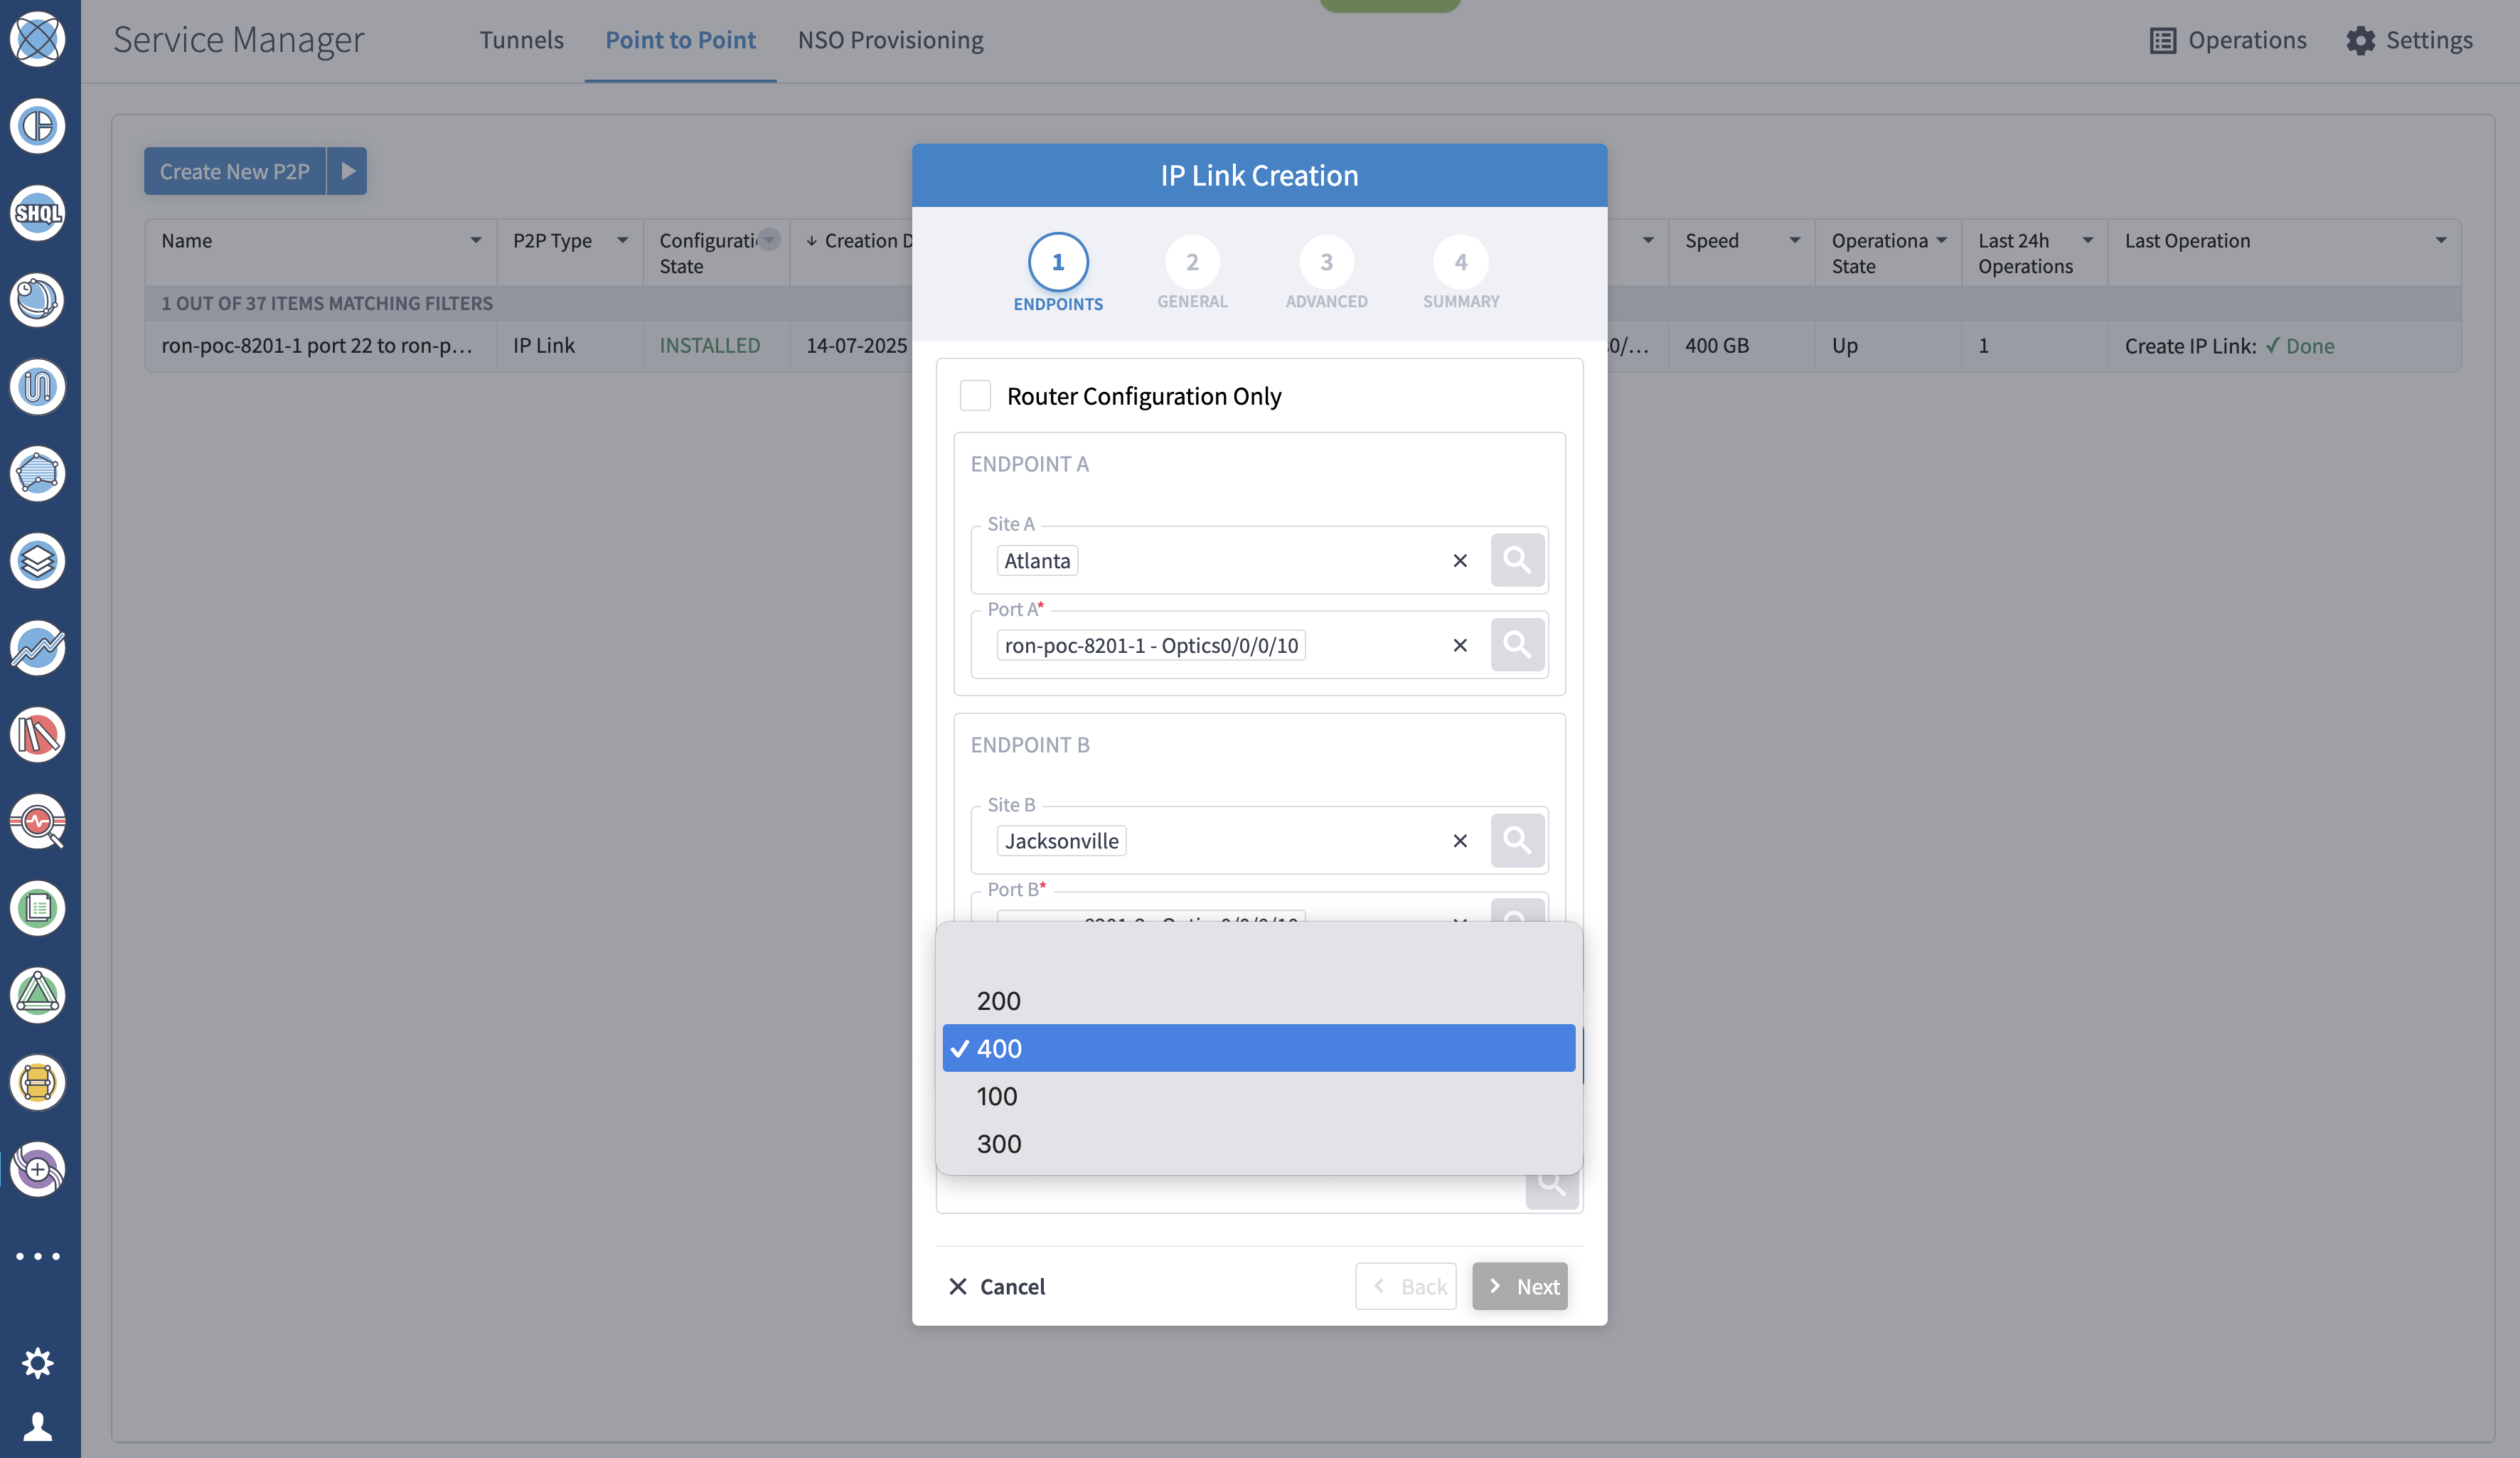 Service Manager
Tunnels
Point to Point
NSO Provisioning
Operations
Settings
SHQL
Create New P2P
Name
P2P Type
Configurati
State
Creation D
Speed
Operationa
State
Last 24h
Operations
Last Operation
1 OUT OF 37 ITEMS MATCHING FILTERS
ron-poc-8201-1 port 22 to ron-p...
IP Link
INSTALLED
14-07-2025
0/...
400 GB
Up
1
Create IP Link: ✓ Done
IP Link Creation
1
2
3
4
ENDPOINTS
GENERAL
ADVANCED
SUMMARY
Router Configuration Only
ENDPOINT A
Site A
Atlanta
Port A*
ron-poc-8201-1 - Optics0/0/0/10
ENDPOINT B
Site B
Jacksonville
Port B*
200
✓ 400
100
300
Cancel
Back
Next